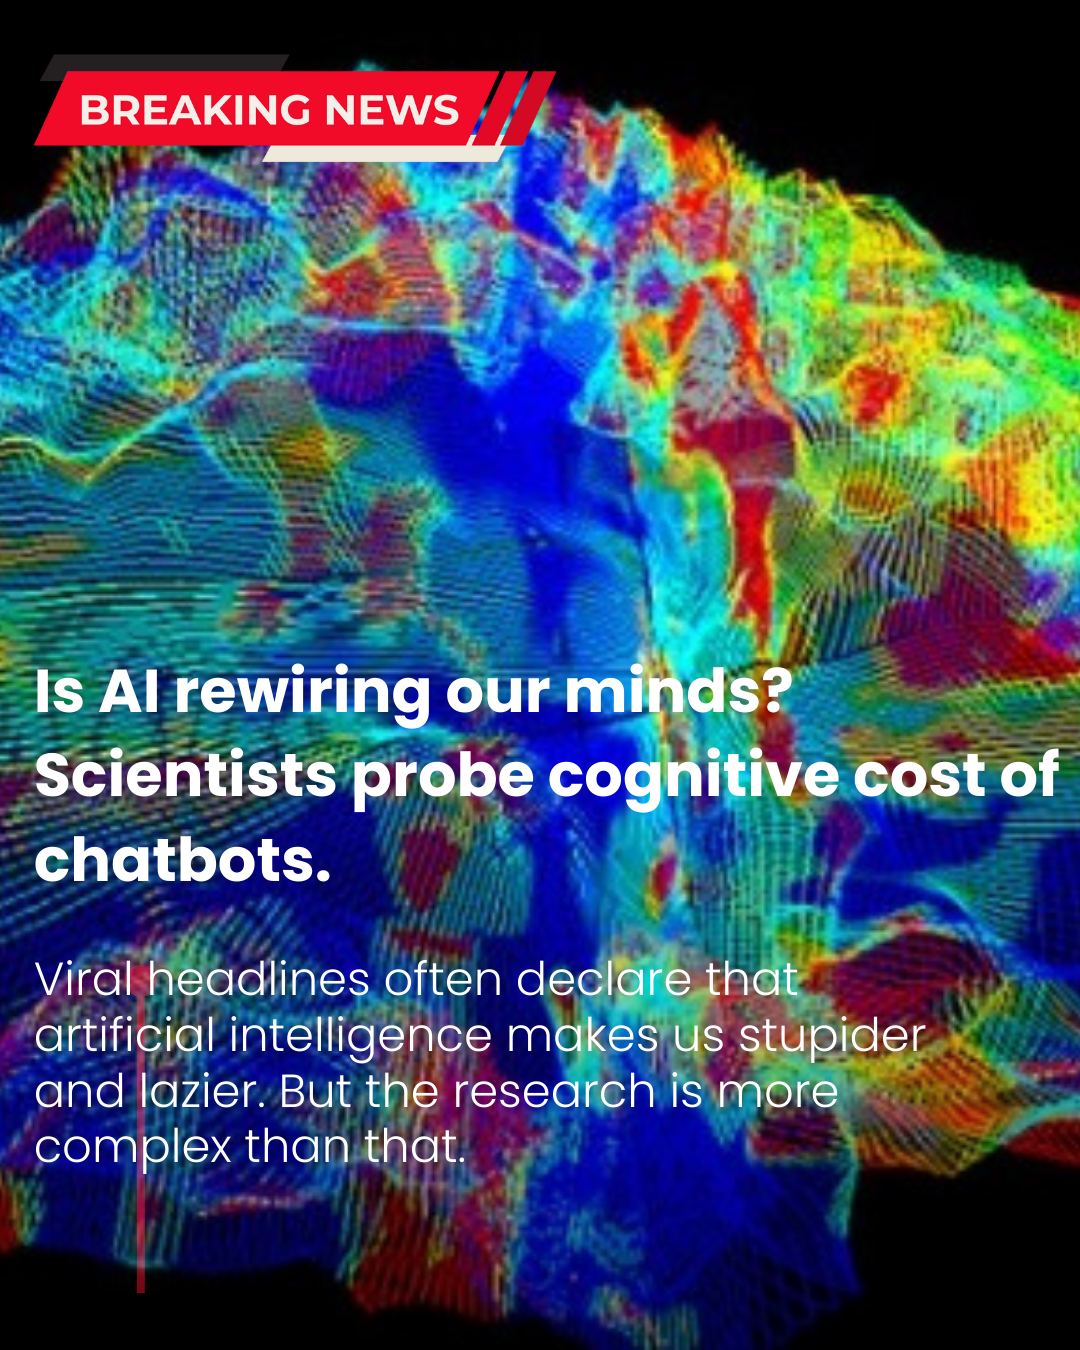 BREAKING NEWS
Is AI rewiring our minds?
Scientists probe cognitive cost of
chatbots.
Viral headlines often declare that
artificial intelligence makes us stupider
and lazier. But the research is more
complex than that.